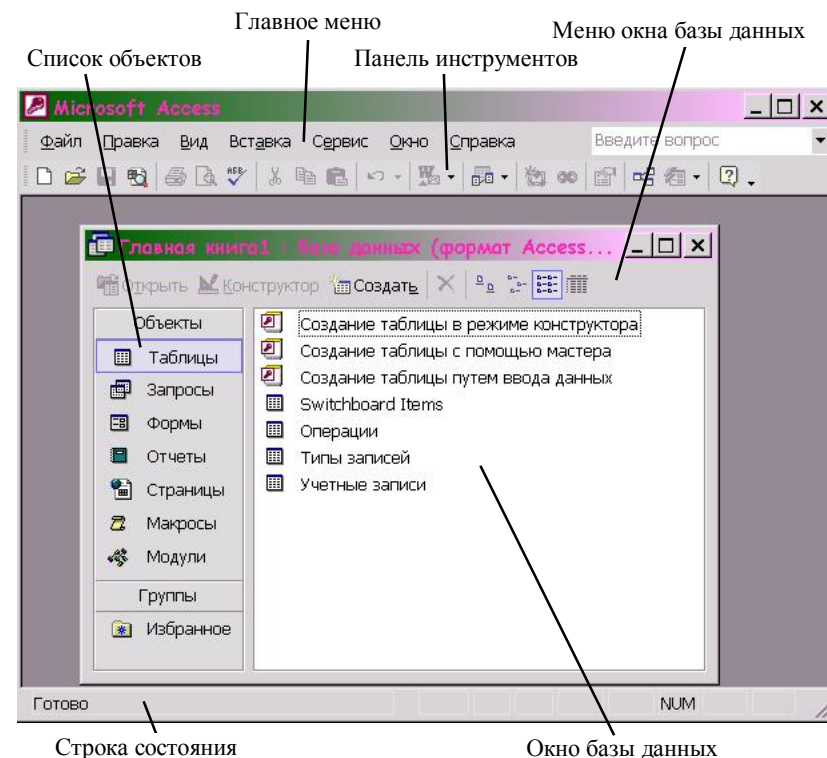 Главное меню
Меню окна базы данных
Список объектов
Панель инструментов
Microsoft Access
Файл Правка Вид Вставка Сервис Окно Справка Введите вопрос
Главная книга1 : база данных (формат Access...
Открыть Конструктор Создать
Объекты
Таблицы
Запросы
Формы
Отчеты
Страницы
Макросы
Модули
Группы
Избранное
Создание таблицы в режиме конструктора
Создание таблицы с помощью мастера
Создание таблицы путем ввода данных
Switchboard Items
Операции
Типы записей
Учетные записи
Готово NUM
Строка состояния
Окно базы данных